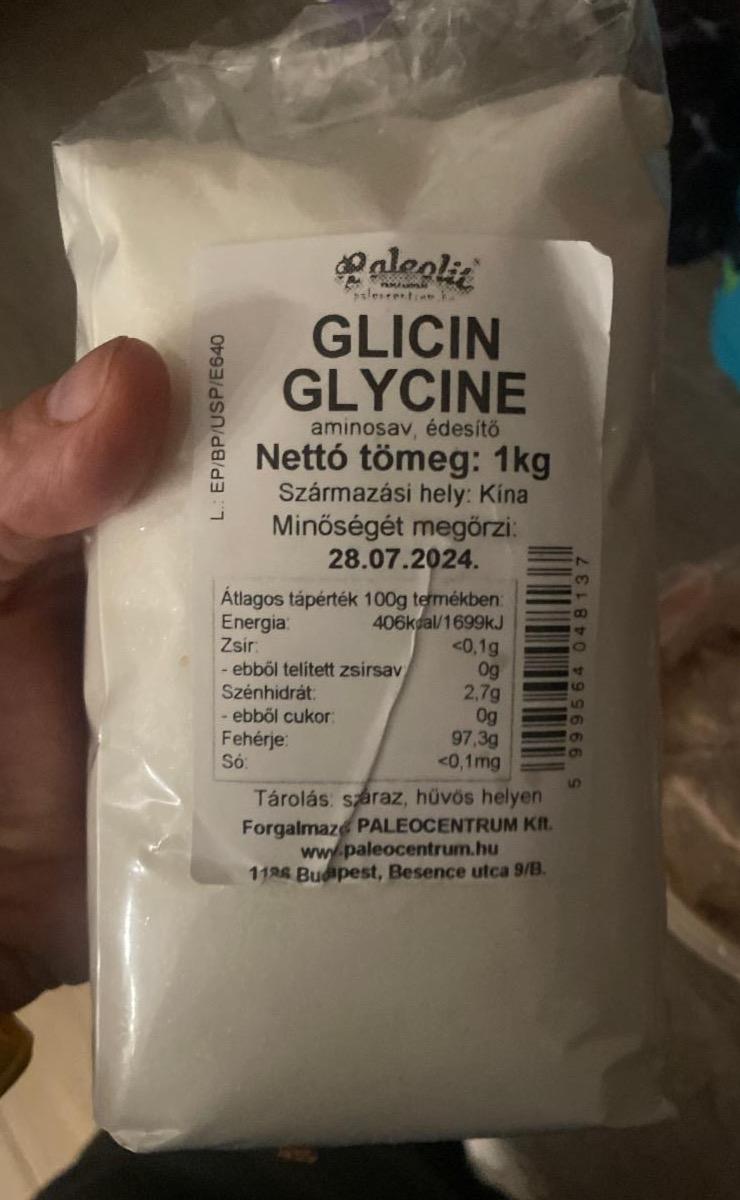 Paleolit
paleocentrum.hu
GLICIN
GLYCINE
aminosav, édesítő
Nettó tömeg: 1kg
Származási hely: Kína
Minőségét megőrzi:
28.07.2024.
L.: EP/BP/USP/E640
Átlagos tápérték 100g termékben:
Energia: 406kcal/1699kJ
Zsír: <0,1g
- ebből telített zsírsav: 0g
Szénhidrát: 2,7g
- ebből cukor: 0g
Fehérje: 97,3g
Só: <0,1mg
5 999564 048137
Tárolás: száraz, hűvös helyen
Forgalmazó PALEOCENTRUM Kft.
www.paleocentrum.hu
Budapest, Besence utca 9/B.